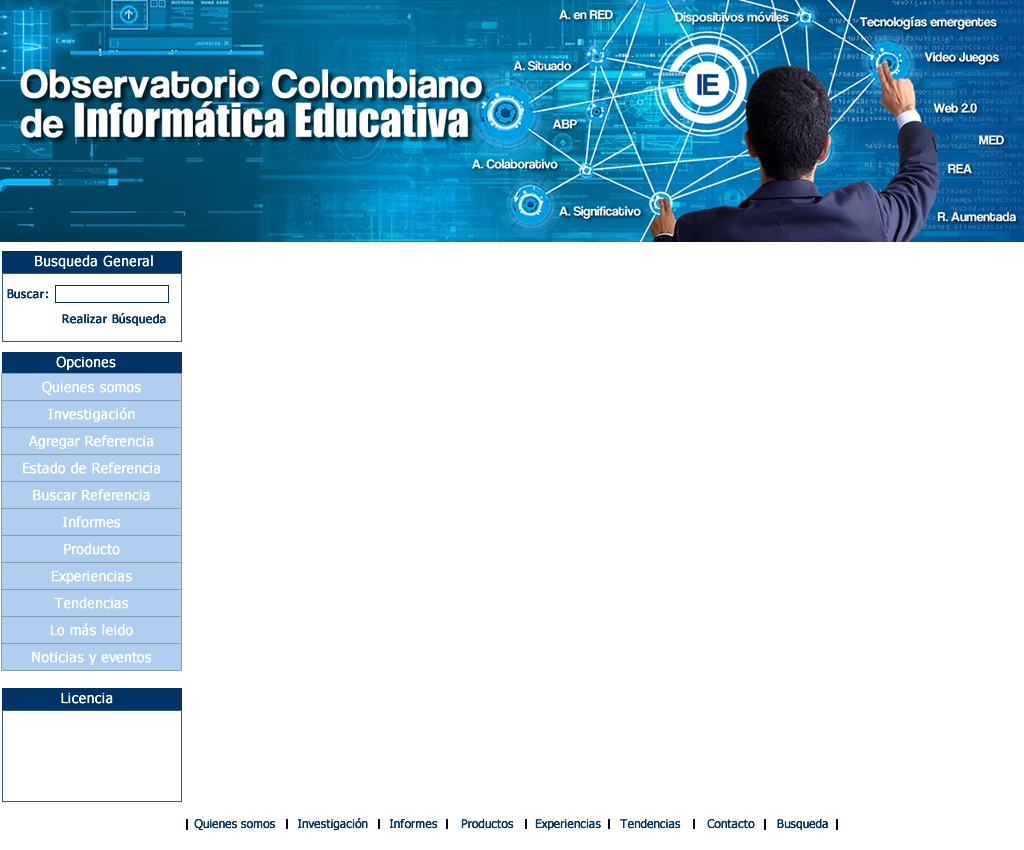 A. en RED
Dispositivos móviles
Tecnologías emergentes
Video Juegos
A. Situado
IE
Observatorio Colombiano
de Informática Educativa
Web 2.0
ABP
MED
A. Colaborativo
REA
A. Significativo
R. Aumentada
Busqueda General
Buscar:
Realizar Búsqueda
Opciones
Quienes somos
Investigación
Agregar Referencia
Estado de Referencia
Buscar Referencia
Informes
Producto
Experiencias
Tendencias
Lo más leido
Noticias y eventos
Licencia
Quienes somos Investigación Informes Productos Experiencias Tendencias Contacto Busqueda